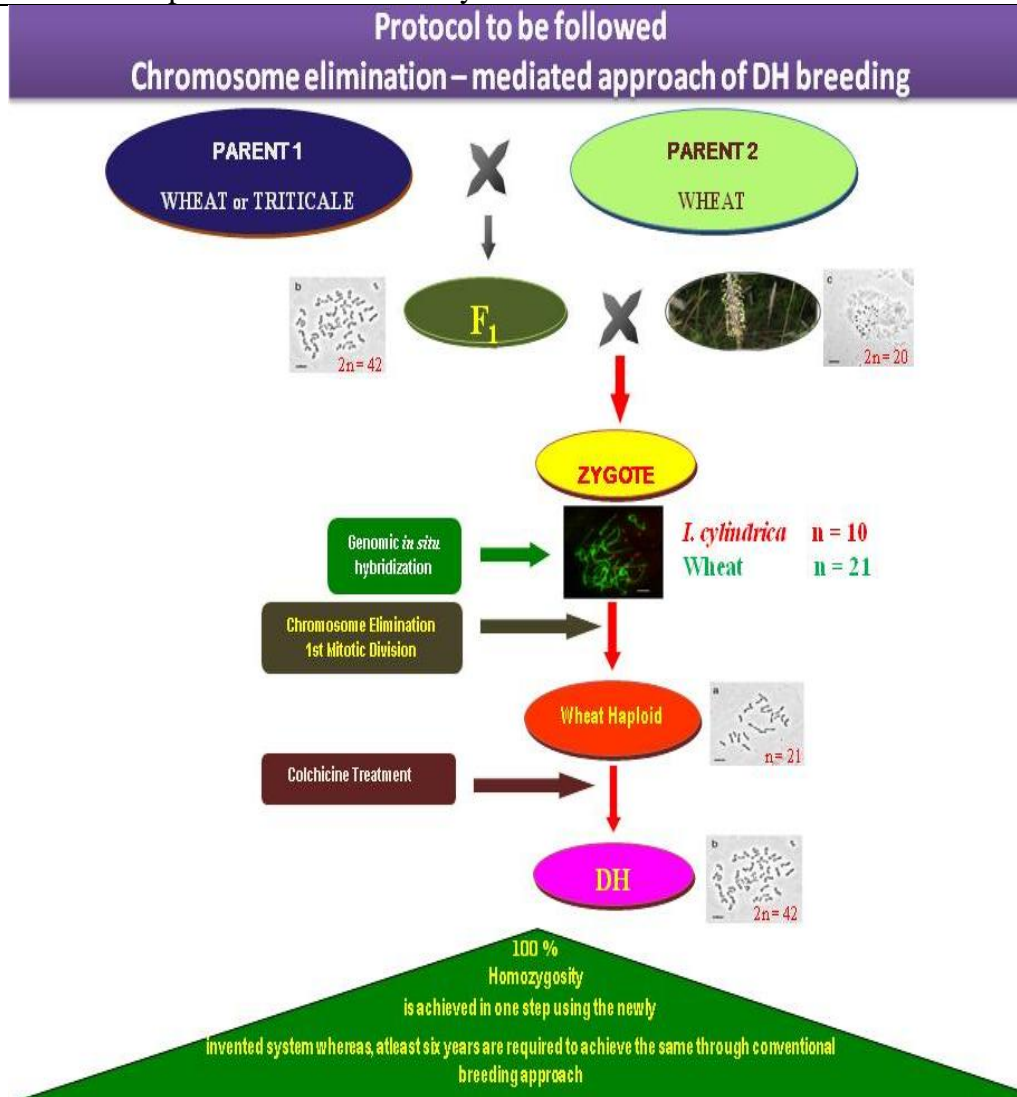 Protocol to be followed
Chromosome elimination – mediated approach of DH breeding
PARENT 1
WHEAT or TRITICALE
PARENT 2
WHEAT
b
2n= 42
F1
c
2n= 20
ZYGOTE
Genomic in situ
hybridization
I. cylindrica n = 10
Wheat n = 21
Chromosome Elimination
1st Mitotic Division
Wheat Haploid
a
n= 21
Colchicine Treatment
DH
b
2n= 42
100 %
Homozygosity
is achieved in one step using the newly
invented system whereas, atleast six years are required to achieve the same through conventional
breeding approach